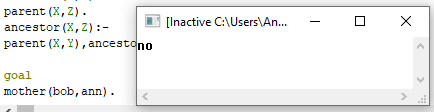 parent(X,Z).
ancestor(X,Z):-
parent(X,Y),ancesto
goal
mother(bob,ann).
[Inactive C:\Users\An...
no